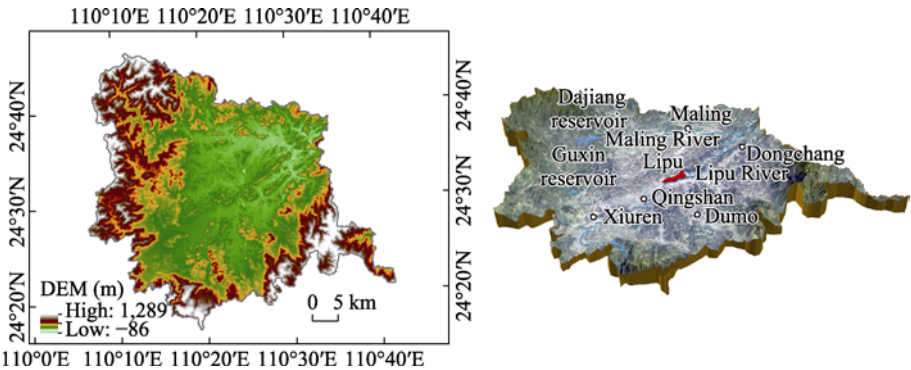 110°10′E 110°20′E 110°30′E 110°40′E
24°40′N
24°30′N
24°20′N
DEM (m)
High: 1,289
Low: −86
0 5 km
110°0′E 110°10′E 110°20′E 110°30′E 110°40′E
24°40′N
24°30′N
24°20′N
Dajiang
reservoir
Maling
Maling River
Guxin
reservoir
Lipu
Dongchang
Lipu River
Qingshan
Xiuren
Dumo